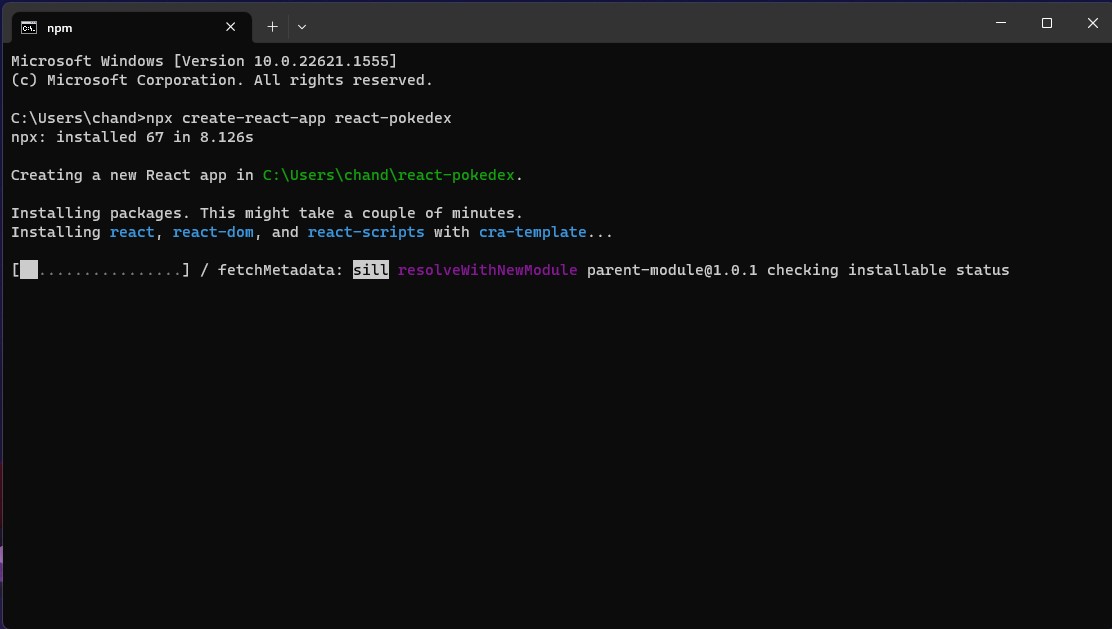 npm
Microsoft Windows [Version 10.0.22621.1555]
(c) Microsoft Corporation. All rights reserved.
C:\Users\chand>npx create-react-app react-pokedex
npx: installed 67 in 8.126s
Creating a new React app in C:\Users\chand\react-pokedex.
Installing packages. This might take a couple of minutes.
Installing react, react-dom, and react-scripts with cra-template...
[██................] / fetchMetadata: sill resolveWithNewModule parent-module@1.0.1 checking installable status